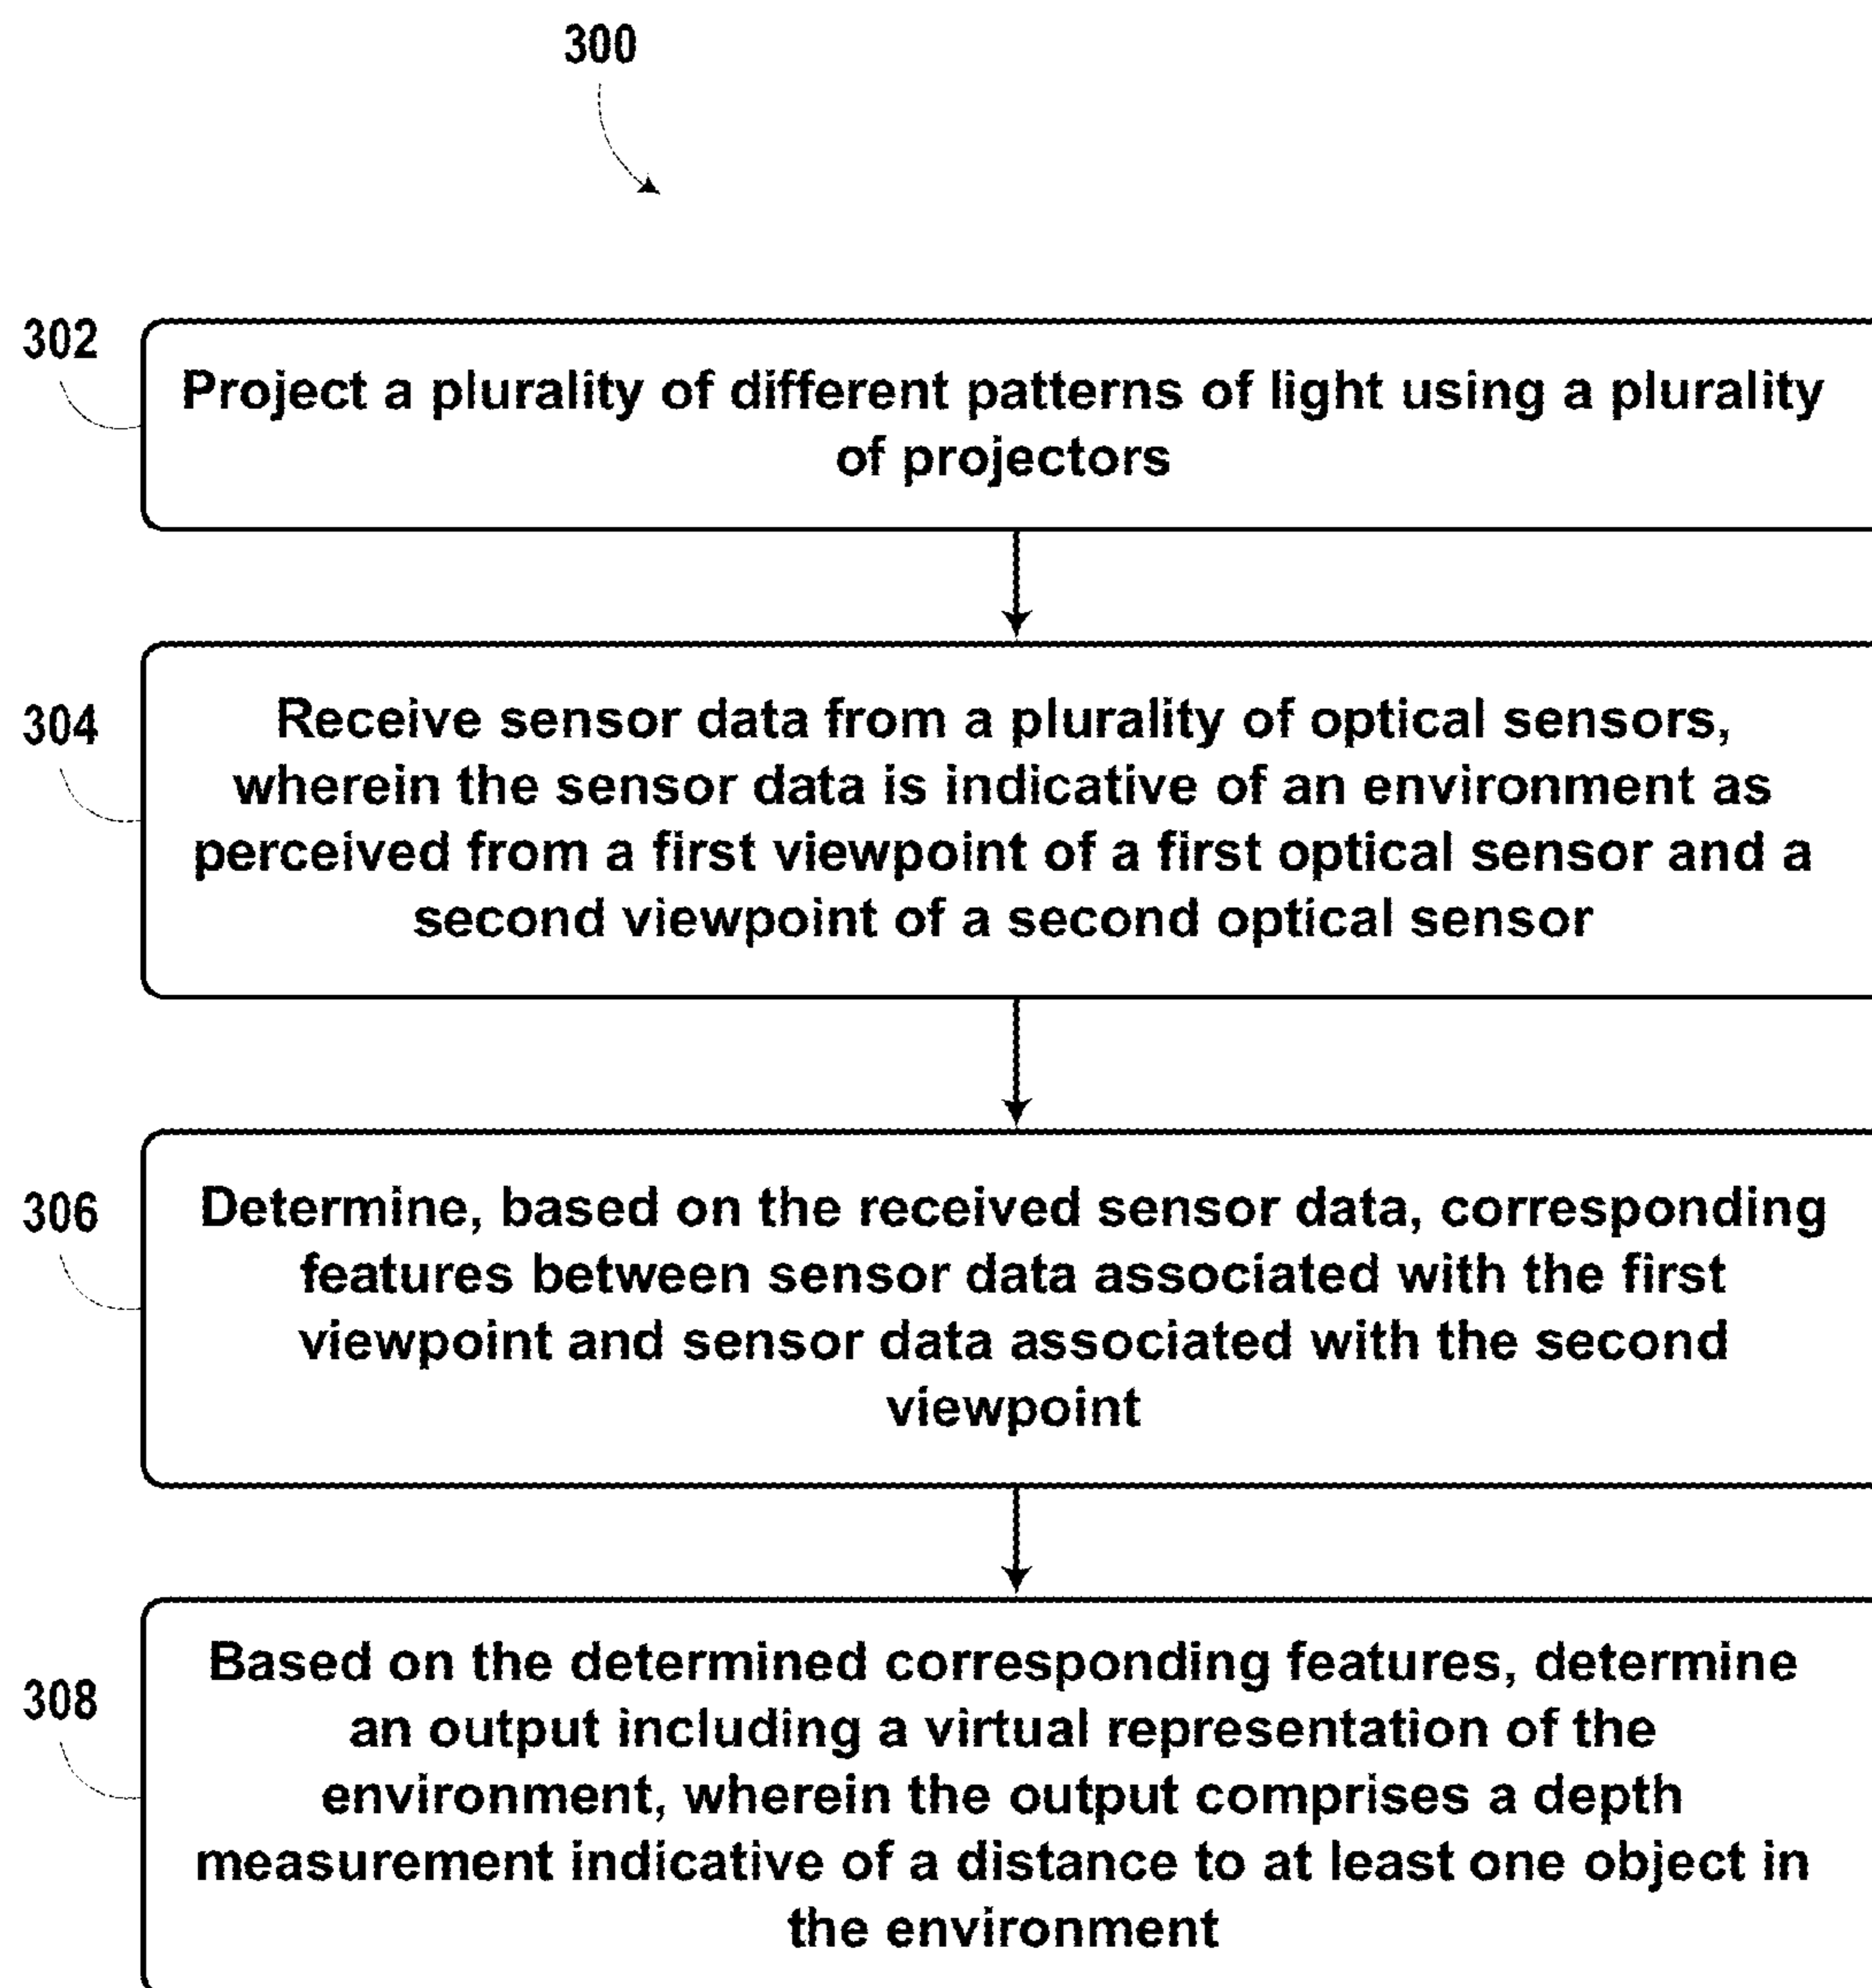 300
302
Project a plurality of different patterns of light using a plurality
of projectors
304
Receive sensor data from a plurality of optical sensors,
wherein the sensor data is indicative of an environment as
perceived from a first viewpoint of a first optical sensor and a
second viewpoint of a second optical sensor
306
Determine, based on the received sensor data, corresponding
features between sensor data associated with the first
viewpoint and sensor data associated with the second
viewpoint
308
Based on the determined corresponding features, determine
an output including a virtual representation of the
environment, wherein the output comprises a depth
measurement indicative of a distance to at least one object in
the environment